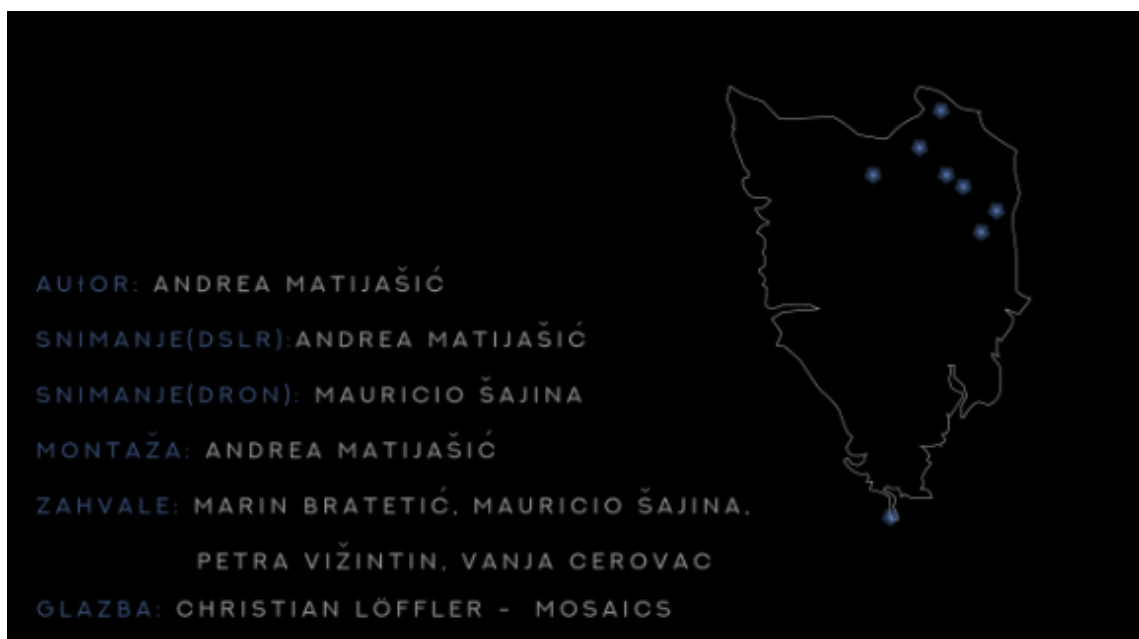 AUTOR: ANDREA MATIJAŠIĆ
SNIMANJE(DSLR):ANDREA MATIJAŠIĆ
SNIMANJE(DRON): MAURICIO ŠAJINA
MONTAŽA: ANDREA MATIJAŠIĆ
ZAHVALE: MARIN BRATETIĆ, MAURICIO ŠAJINA,
PETRA VIŽINTIN, VANJA CEROVAC
GLAZBA: CHRISTIAN LÖFFLER - MOSAICS